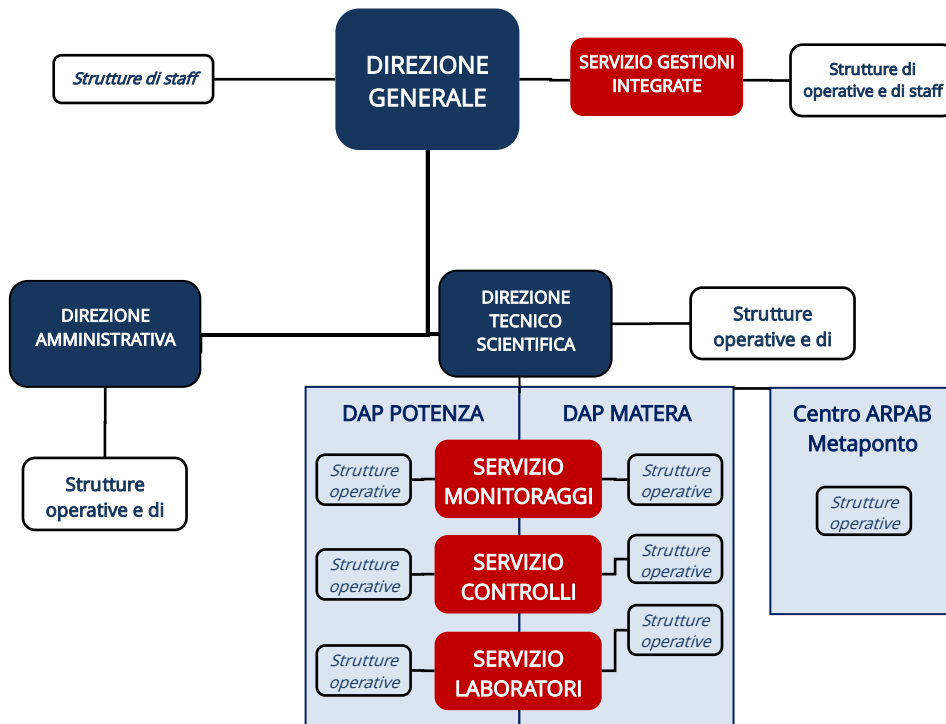 DIREZIONE
GENERALE
Strutture di staff
SERVIZIO GESTIONI
INTEGRATE
Strutture di
operative e di staff
DIREZIONE
AMMINISTRATIVA
DIREZIONE
TECNICO
SCIENTIFICA
Strutture
operative e di
Strutture
operative e di
DAP POTENZA
DAP MATERA
Centro ARPAB
Metaponto
Strutture
operative
SERVIZIO
MONITORAGGI
Strutture
operative
Strutture
operative
Strutture
operative
SERVIZIO
CONTROLLI
Strutture
operative
Strutture
operative
SERVIZIO
LABORATORI
Strutture
operative